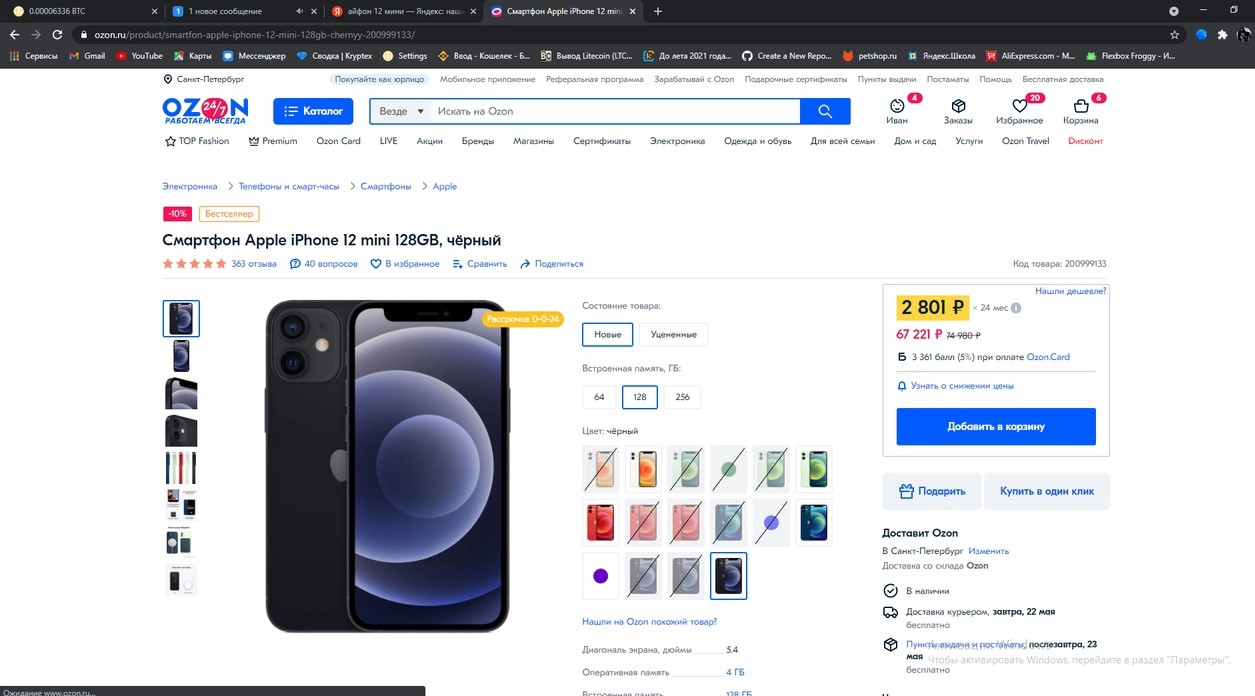 0.00006336 BTC
1 новое сообщение
айфон 12 мини — Яндекс: наш
Смартфон Apple iPhone 12 mini
ozon.ru/product/smartfon-apple-iphone-12-mini-128gb-chernyy-200999133/
Сервисы Gmail YouTube Карты Мессенджер Сводка | Kryptex Settings Ввод - Кошелек - Б... Вывод Litecoin (LTC... До лета 2021 года... Create a New Repo... petshop.ru Яндекс.Школа AliExpress.com - M... Flexbox Froggy - И...
Санкт-Петербург Покупайте как юрлицо Мобильное приложение Реферальная программа Зарабатывай с Ozon Подарочные сертификаты Пункты выдачи Постаматы Помощь Бесплатная доставка
OZON 24/7
РАБОТАЕМ ВСЕГДА
Каталог
Везде Искать на Ozon
4 20 6
Иван Заказы Избранное Корзина
TOP Fashion Premium Ozon Card LIVE Акции Бренды Магазины Сертификаты Электроника Одежда и обувь Для всей семьи Дом и сад Услуги Ozon Travel Dисконт
Электроника Телефоны и смарт-часы Смартфоны Apple
-10% Бестселлер
Смартфон Apple iPhone 12 mini 128GB, чёрный
363 отзыва 40 вопросов В избранное Сравнить Поделиться Код товара: 200999133
Рассрочка 0-0-24
Состояние товара:
Новые Уцененные
Встроенная память, ГБ:
64 128 256
Цвет: чёрный
Нашли на Ozon похожий товар?
Диагональ экрана, дюймы 5.4
Оперативная память 4 ГБ
Встроенная память 128 ГБ
Нашли дешевле?
2 801 ₽ × 24 мес
67 221 ₽ 74 980 ₽
Б 3 361 балл (5%) при оплате Ozon.Card
Узнать о снижении цены
Добавить в корзину
Подарить Купить в один клик
Доставит Ozon
В Санкт-Петербург Изменить
Доставка со склада Ozon
В наличии
Доставка курьером, завтра, 22 мая
бесплатно
Пункты выдачи и постаматы, послезавтра, 23
мая
бесплатно
Чтобы активировать Windows, перейдите в раздел "Параметры".
Ожидание www.ozon.ru...